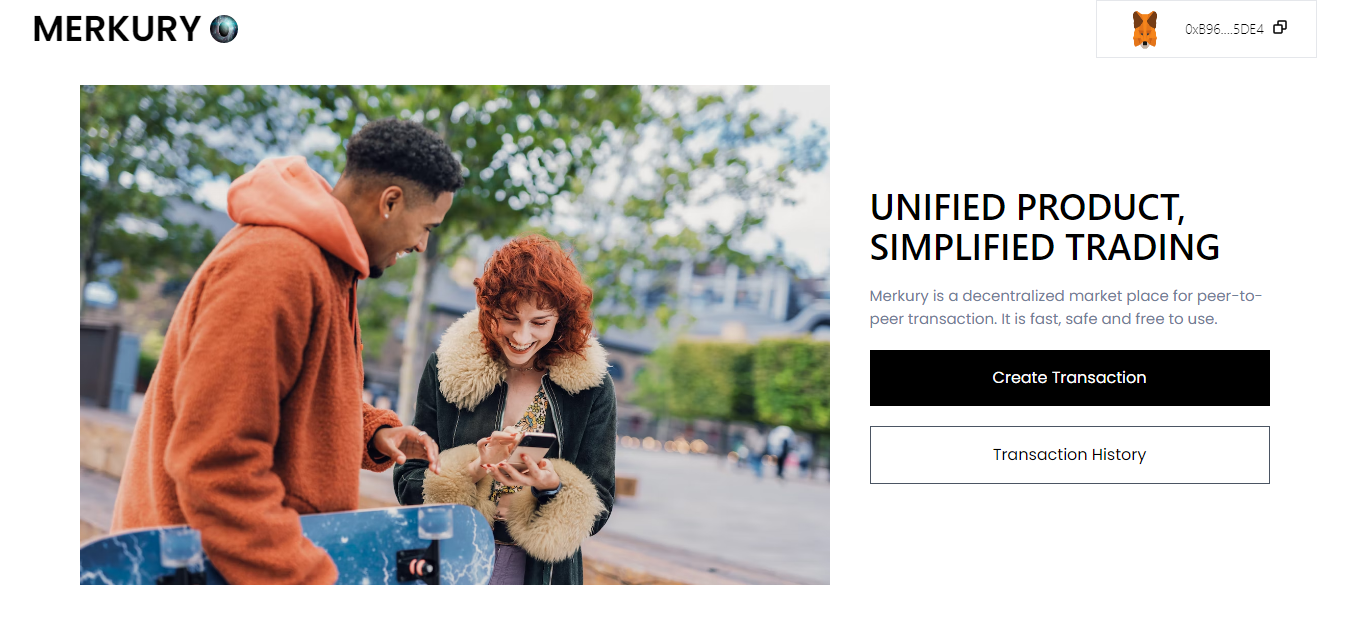 MERKURY
0xB96....5DE4
UNIFIED PRODUCT,
SIMPLIFIED TRADING
Merkury is a decentralized market place for peer-to-
peer transaction. It is fast, safe and free to use.
Create Transaction
Transaction History